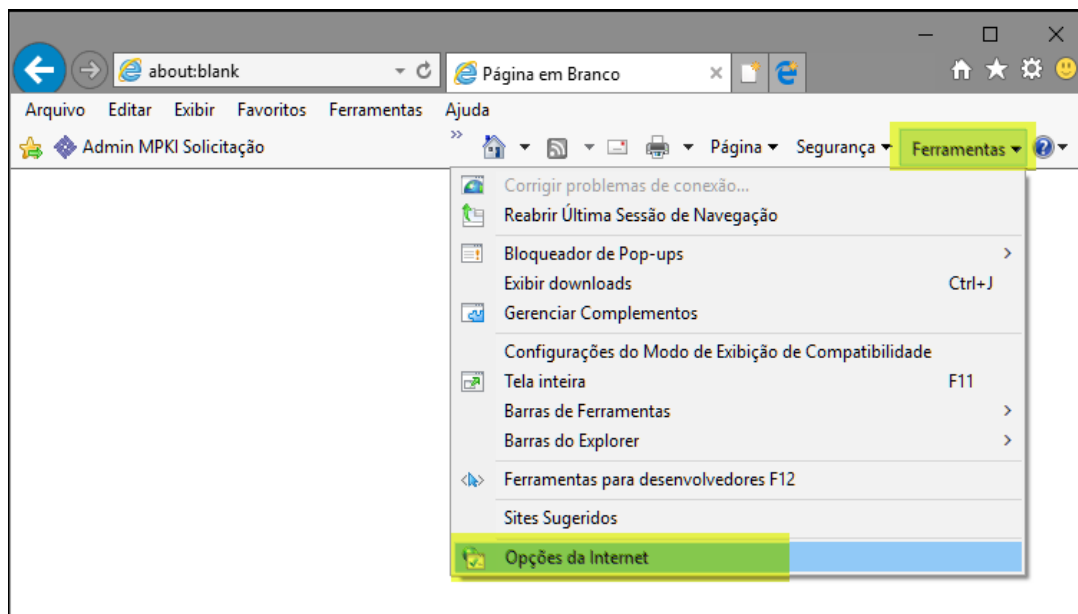 about:blank
Página em Branco
Arquivo Editar Exibir Favoritos Ferramentas Ajuda
Admin MPKI Solicitação
» Página Segurança Ferramentas
Corrigir problemas de conexão...
Reabrir Última Sessão de Navegação
Bloqueador de Pop-ups
Exibir downloads Ctrl+J
Gerenciar Complementos
Configurações do Modo de Exibição de Compatibilidade
Tela inteira F11
Barras de Ferramentas
Barras do Explorer
Ferramentas para desenvolvedores F12
Sites Sugeridos
Opções da Internet